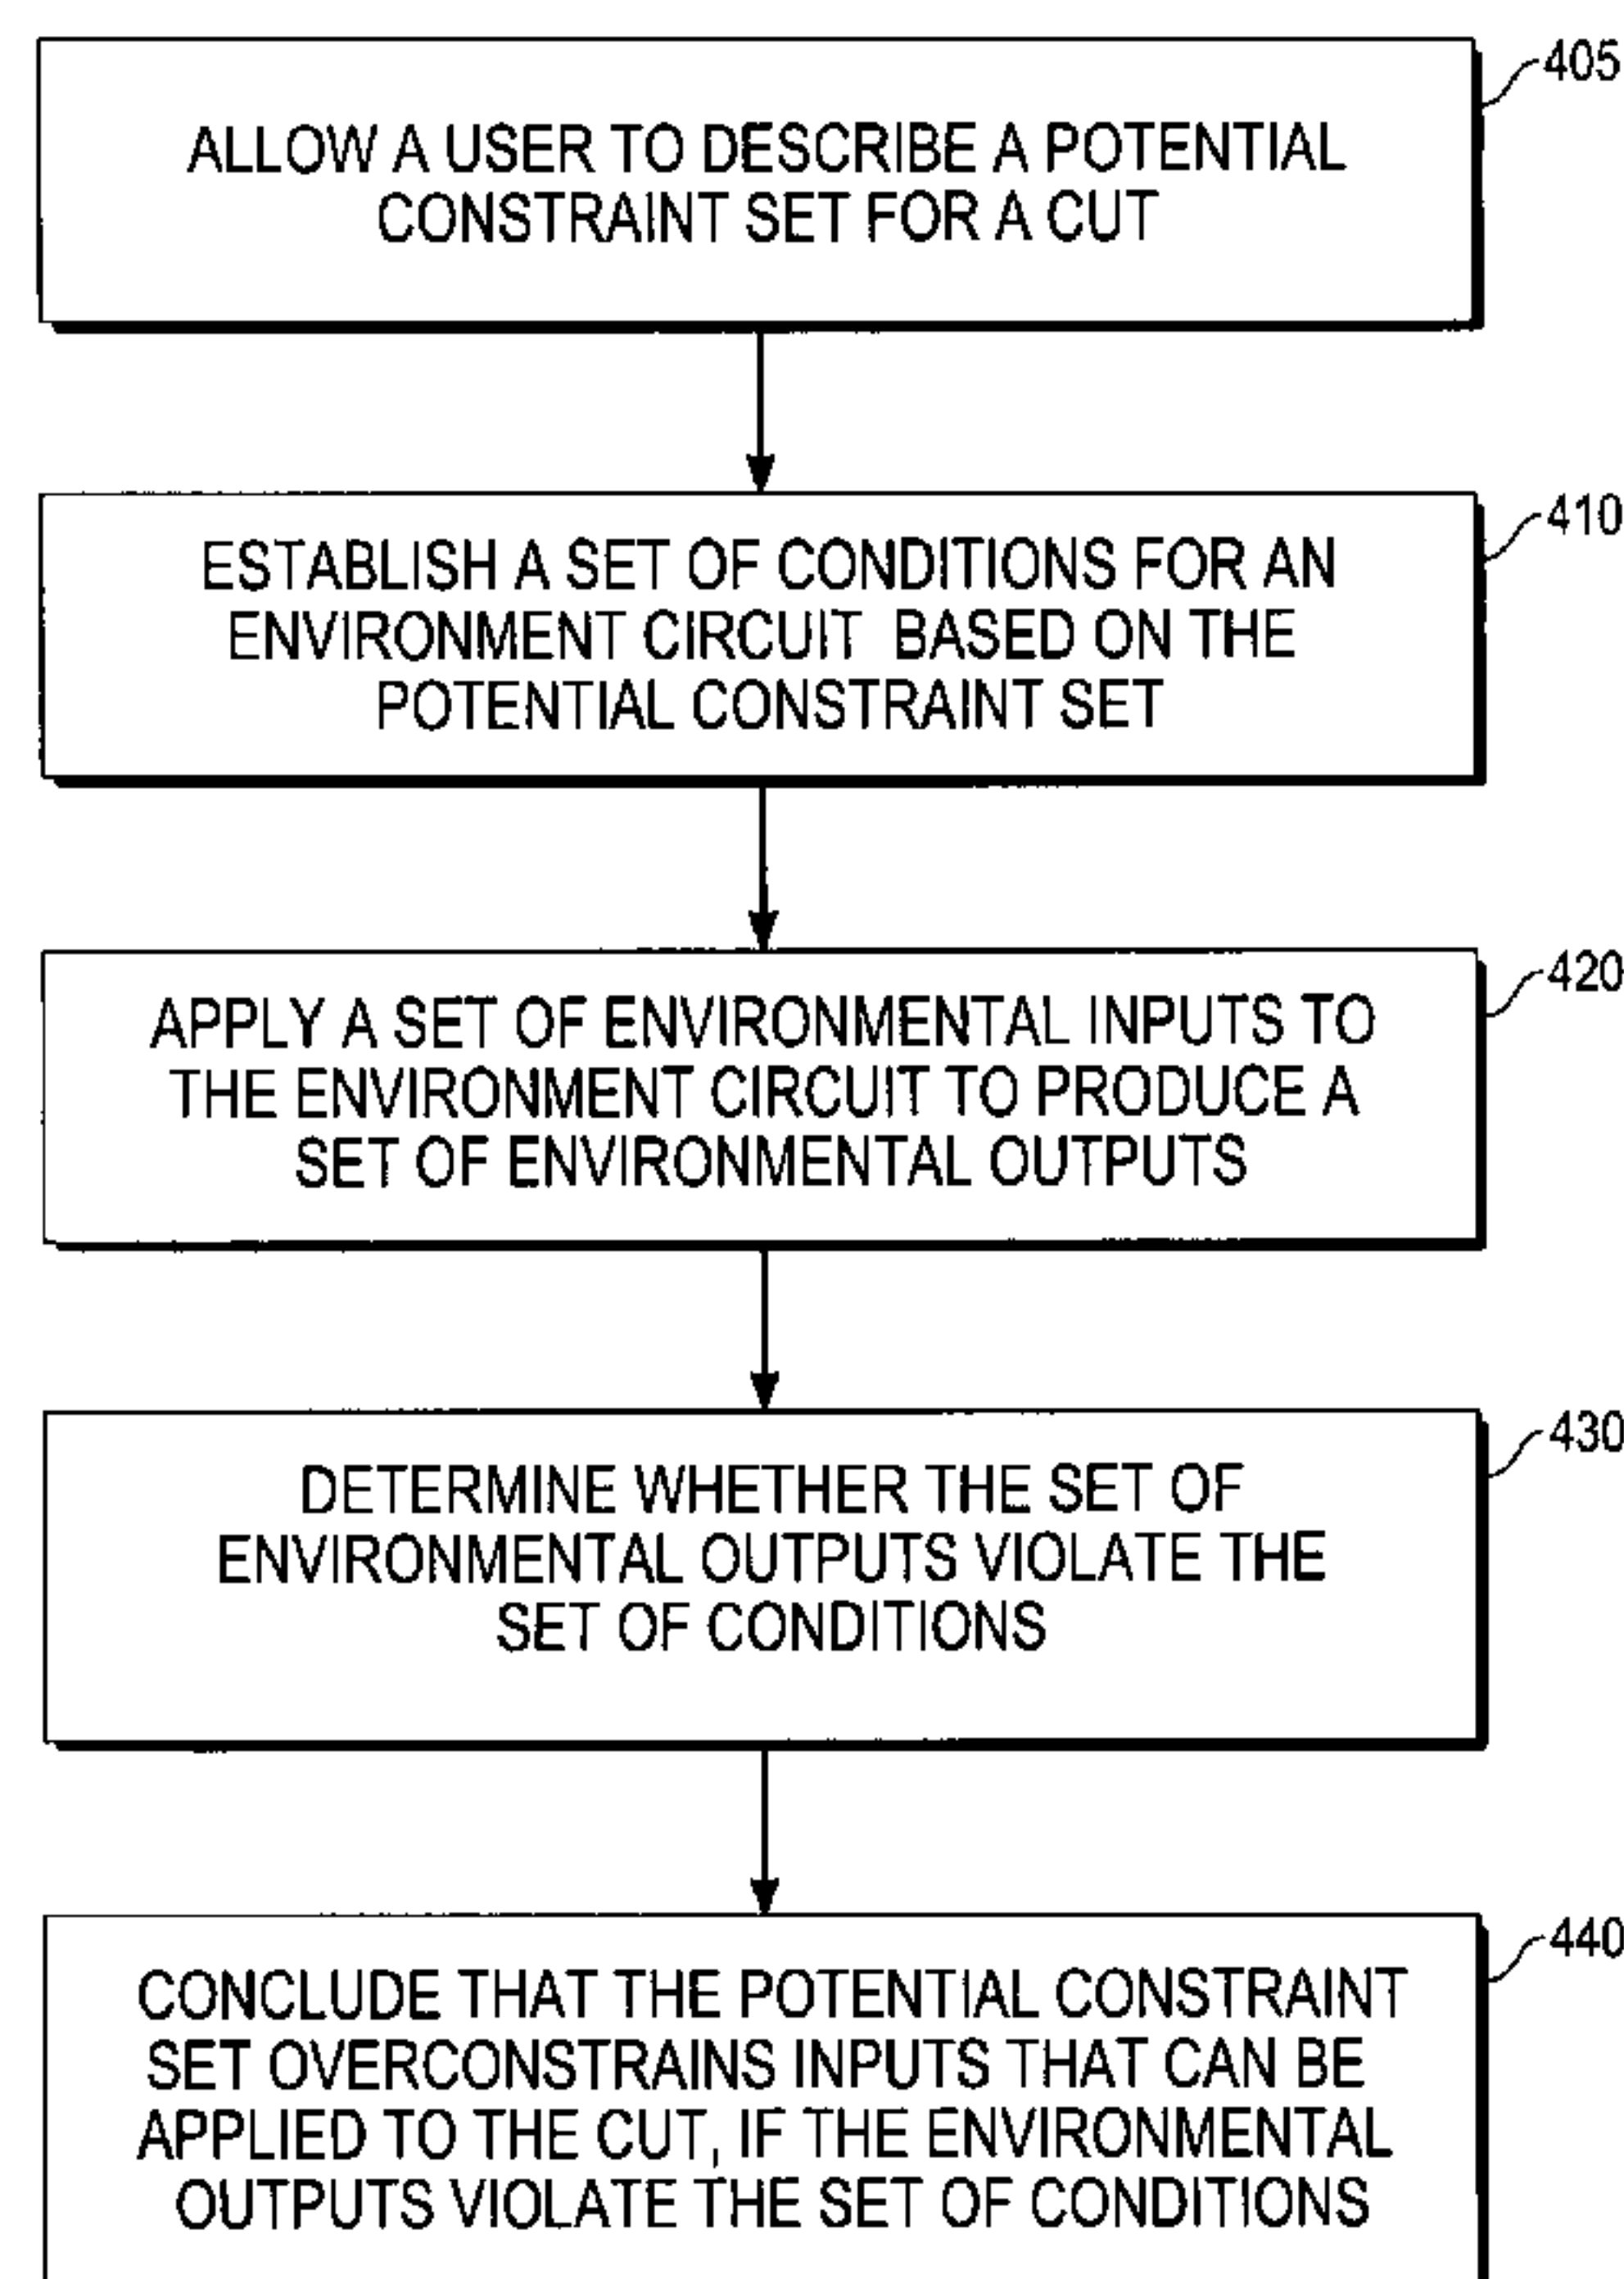 405
ALLOW A USER TO DESCRIBE A POTENTIAL
CONSTRAINT SET FOR A CUT
410
ESTABLISH A SET OF CONDITIONS FOR AN
ENVIRONMENT CIRCUIT BASED ON THE
POTENTIAL CONSTRAINT SET
420
APPLY A SET OF ENVIRONMENTAL INPUTS TO
THE ENVIRONMENT CIRCUIT TO PRODUCE A
SET OF ENVIRONMENTAL OUTPUTS
430
DETERMINE WHETHER THE SET OF
ENVIRONMENTAL OUTPUTS VIOLATE THE
SET OF CONDITIONS
440
CONCLUDE THAT THE POTENTIAL CONSTRAINT
SET OVERCONSTRAINS INPUTS THAT CAN BE
APPLIED TO THE CUT, IF THE ENVIRONMENTAL
OUTPUTS VIOLATE THE SET OF CONDITIONS